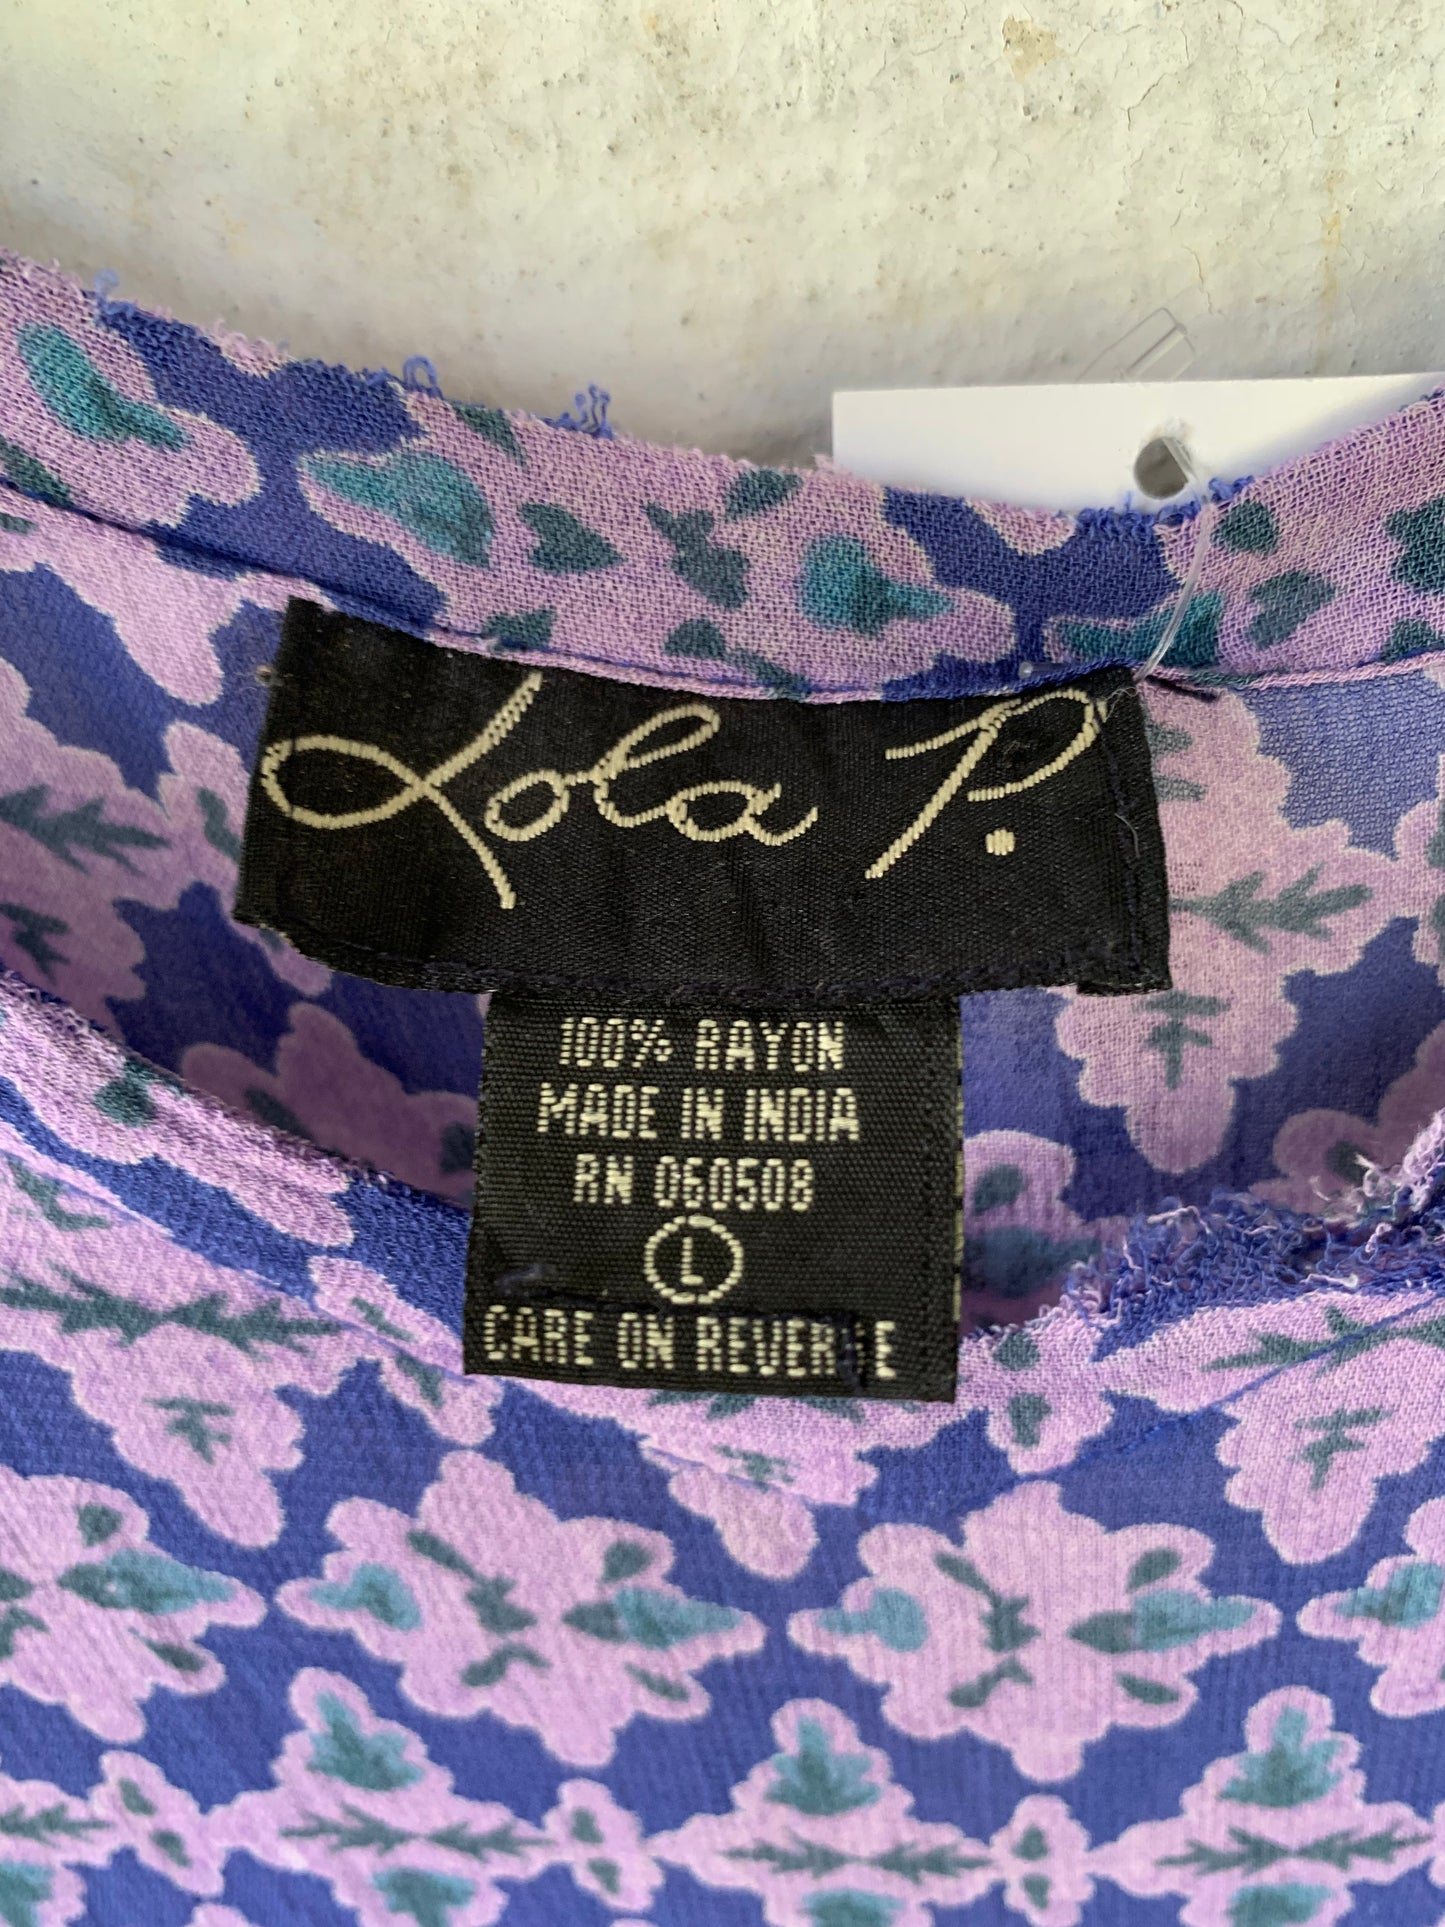 Lola P.
100% RAYON
MADE IN INDIA
RN 060508
L
CARE ON REVERSE